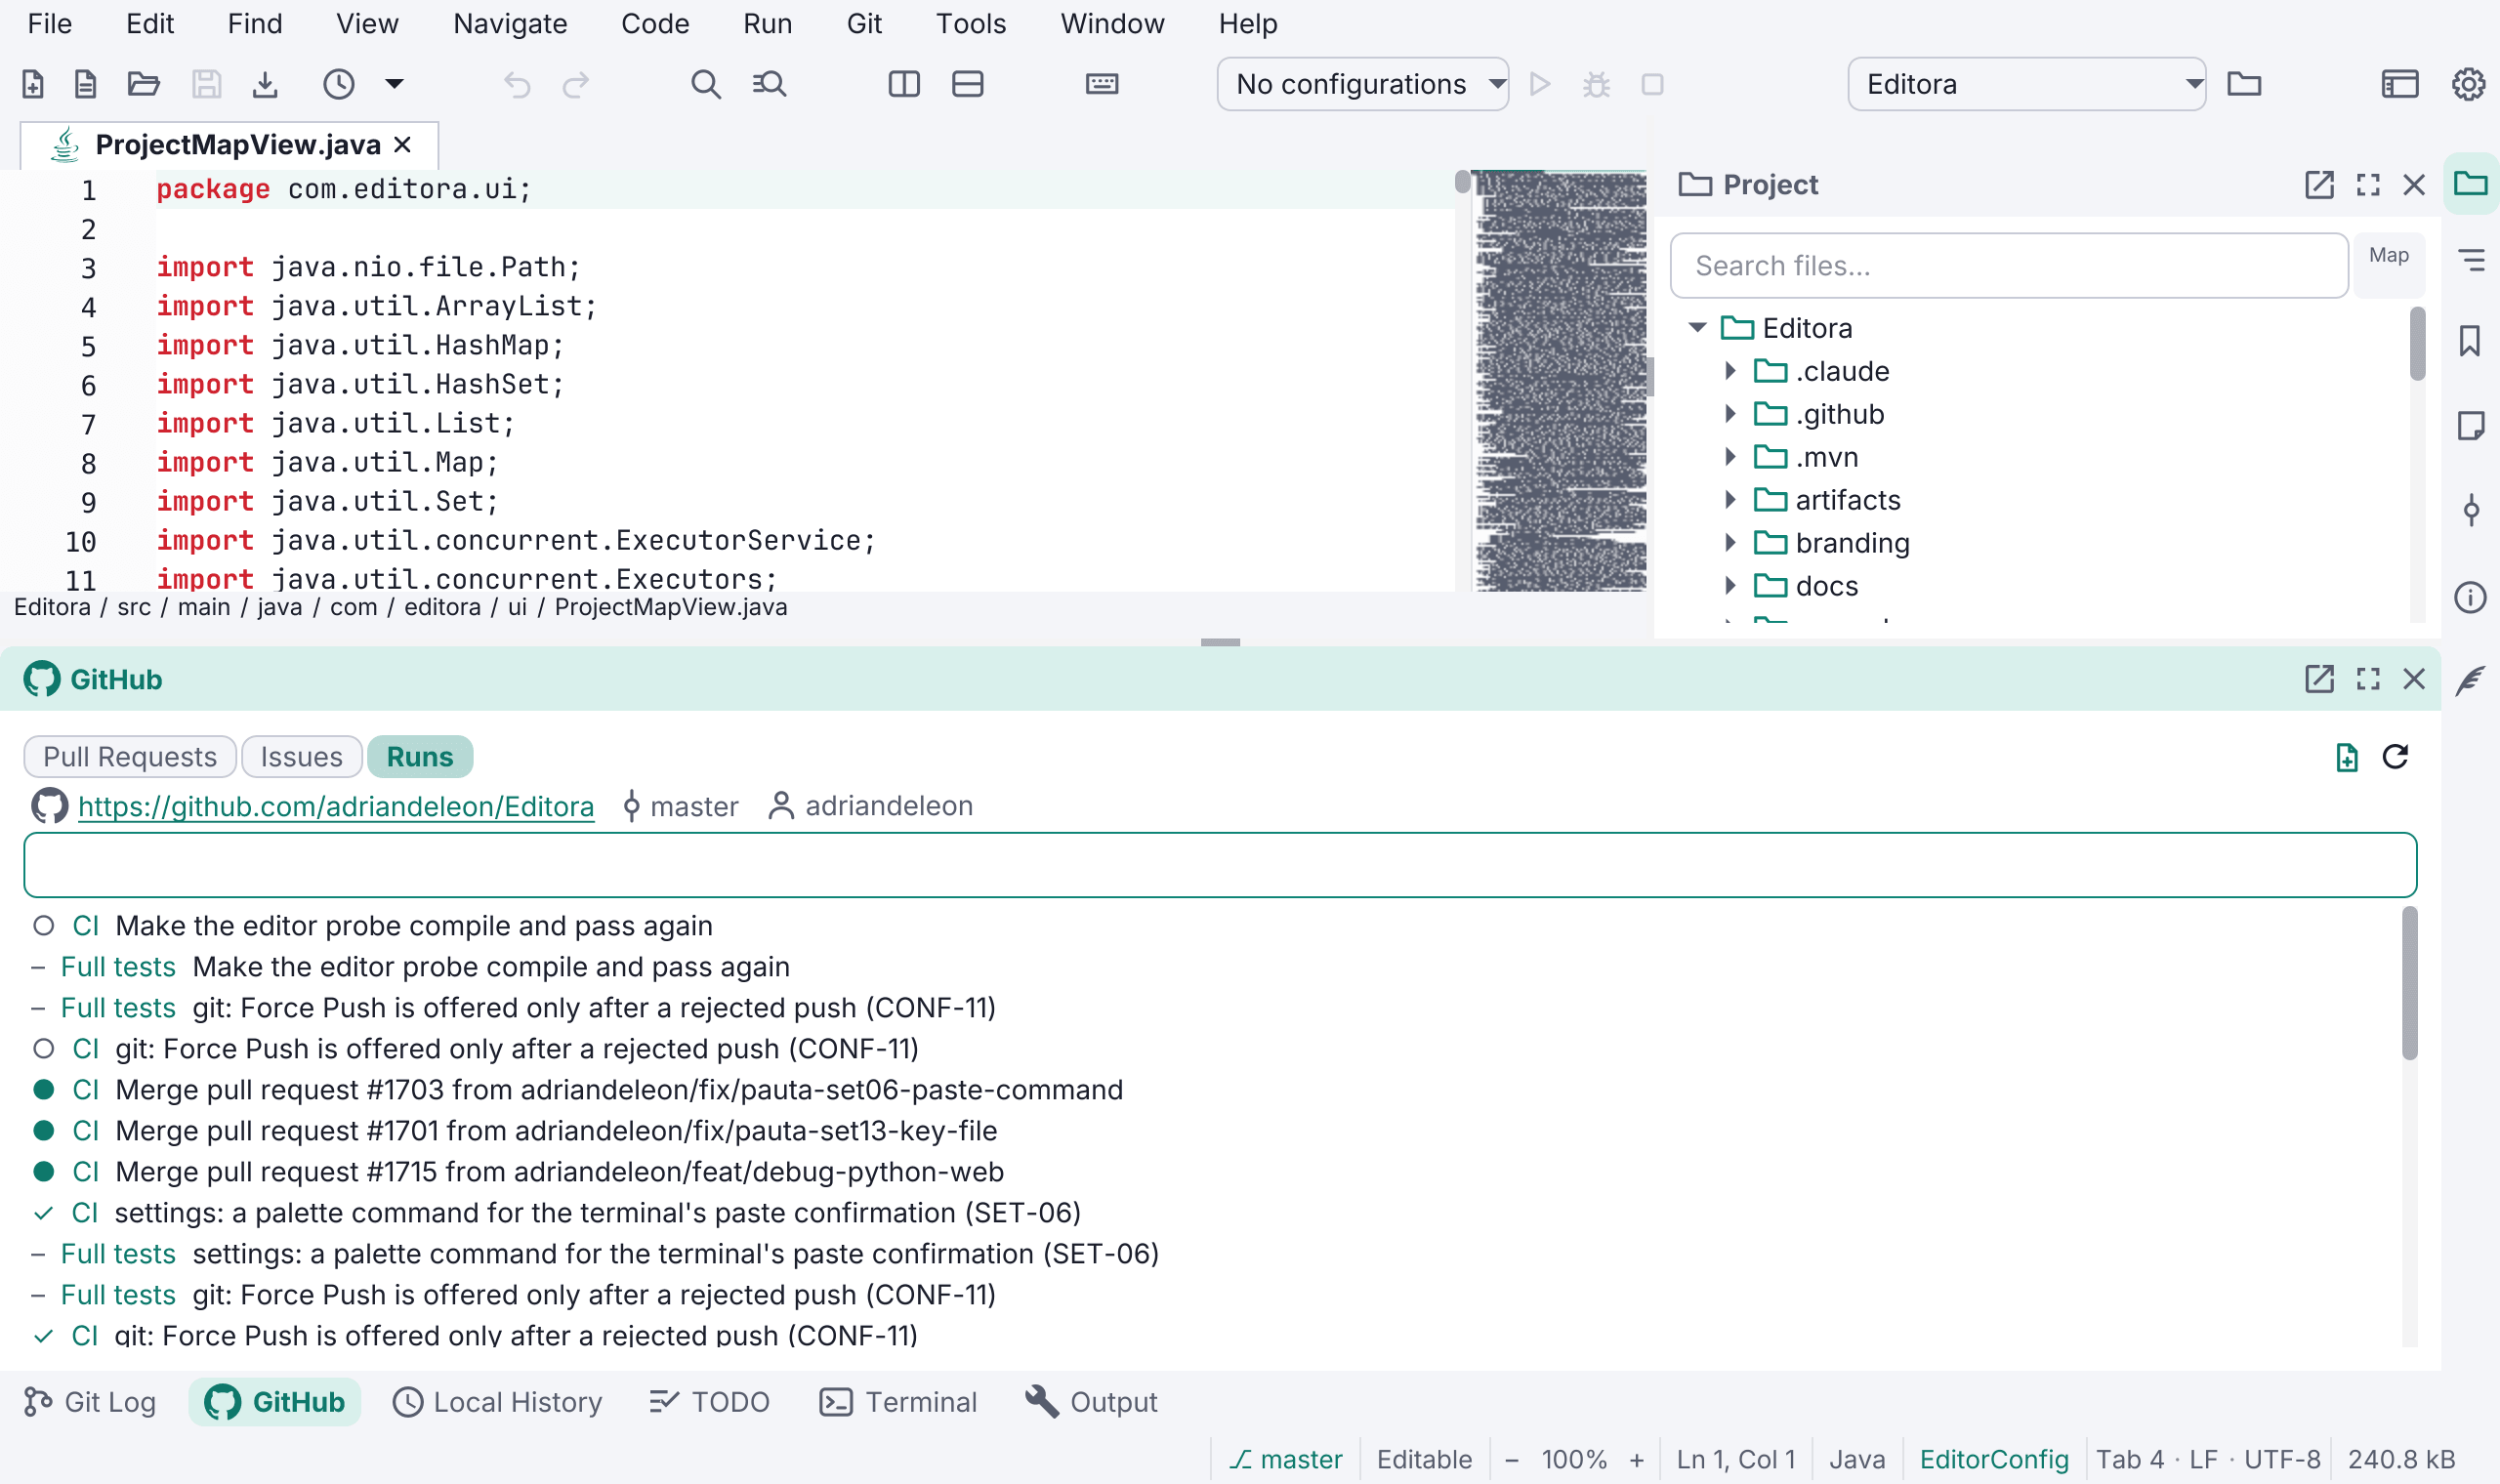 File Edit View Navigate Code Run Git Tools Window Help
No configurations Editora
ProjectMapView.java
1 package com.editora.ui;
2
3 import java.nio.file.Path;
4 import java.util.ArrayList;
5 import java.util.HashMap;
6 import java.util.HashSet;
7 import java.util.List;
8 import java.util.Map;
9 import java.util.Set;
10 import java.util.concurrent.ExecutorService;
11 import java.util.concurrent.Executors;
Editora / src / main / java / com / editora / ui / ProjectMapView.java
Project
Search files... Map
Editora
.claude
.github
.mvn
artifacts
branding
docs
GitHub
Pull Requests Issues Runs
https://github.com/adriandeleon/Editora master adriandeleon
CI Make the editor probe compile and pass again
– Full tests Make the editor probe compile and pass again
– Full tests git: Force Push is offered only after a rejected push (CONF-11)
CI git: Force Push is offered only after a rejected push (CONF-11)
CI Merge pull request #1703 from adriandeleon/fix/pauta-set06-paste-command
CI Merge pull request #1701 from adriandeleon/fix/pauta-set13-key-file
CI Merge pull request #1715 from adriandeleon/feat/debug-python-web
✓ CI settings: a palette command for the terminal's paste confirmation (SET-06)
– Full tests settings: a palette command for the terminal's paste confirmation (SET-06)
– Full tests git: Force Push is offered only after a rejected push (CONF-11)
✓ CI git: Force Push is offered only after a rejected push (CONF-11)
Git Log GitHub Local History TODO Terminal Output
master Editable – 100% + Ln 1, Col 1 Java EditorConfig Tab 4 · LF · UTF-8 240.8 kB